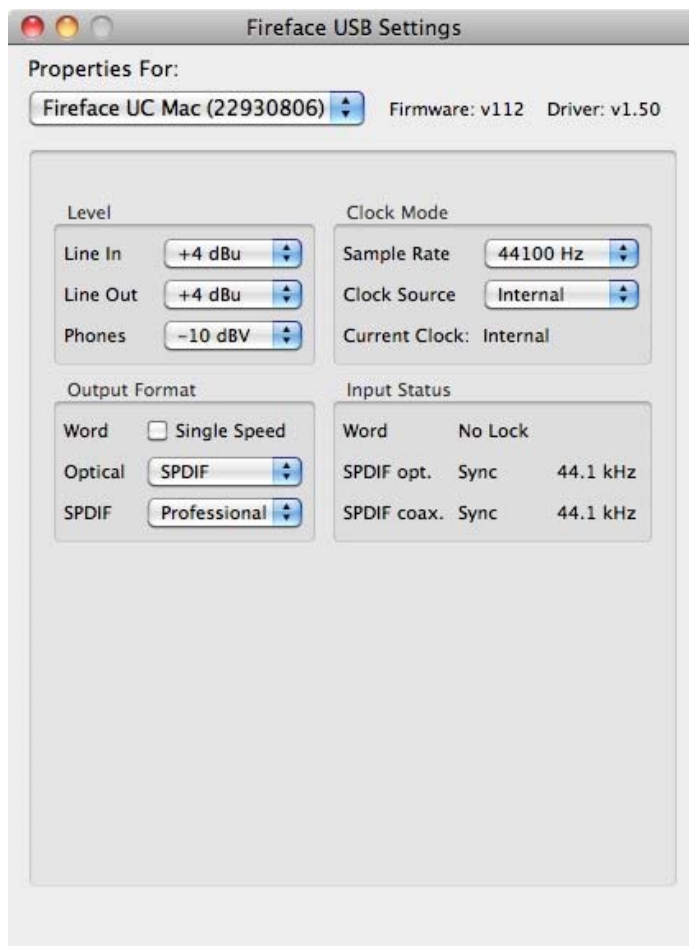 Fireface USB Settings
Properties For:
Fireface UC Mac (22930806) Firmware: v112 Driver: v1.50
Level
Line In +4 dBu
Line Out +4 dBu
Phones -10 dBV
Clock Mode
Sample Rate 44100 Hz
Clock Source Internal
Current Clock: Internal
Output Format
Word Single Speed
Optical SPDIF
SPDIF Professional
Input Status
Word No Lock
SPDIF opt. Sync 44.1 kHz
SPDIF coax. Sync 44.1 kHz